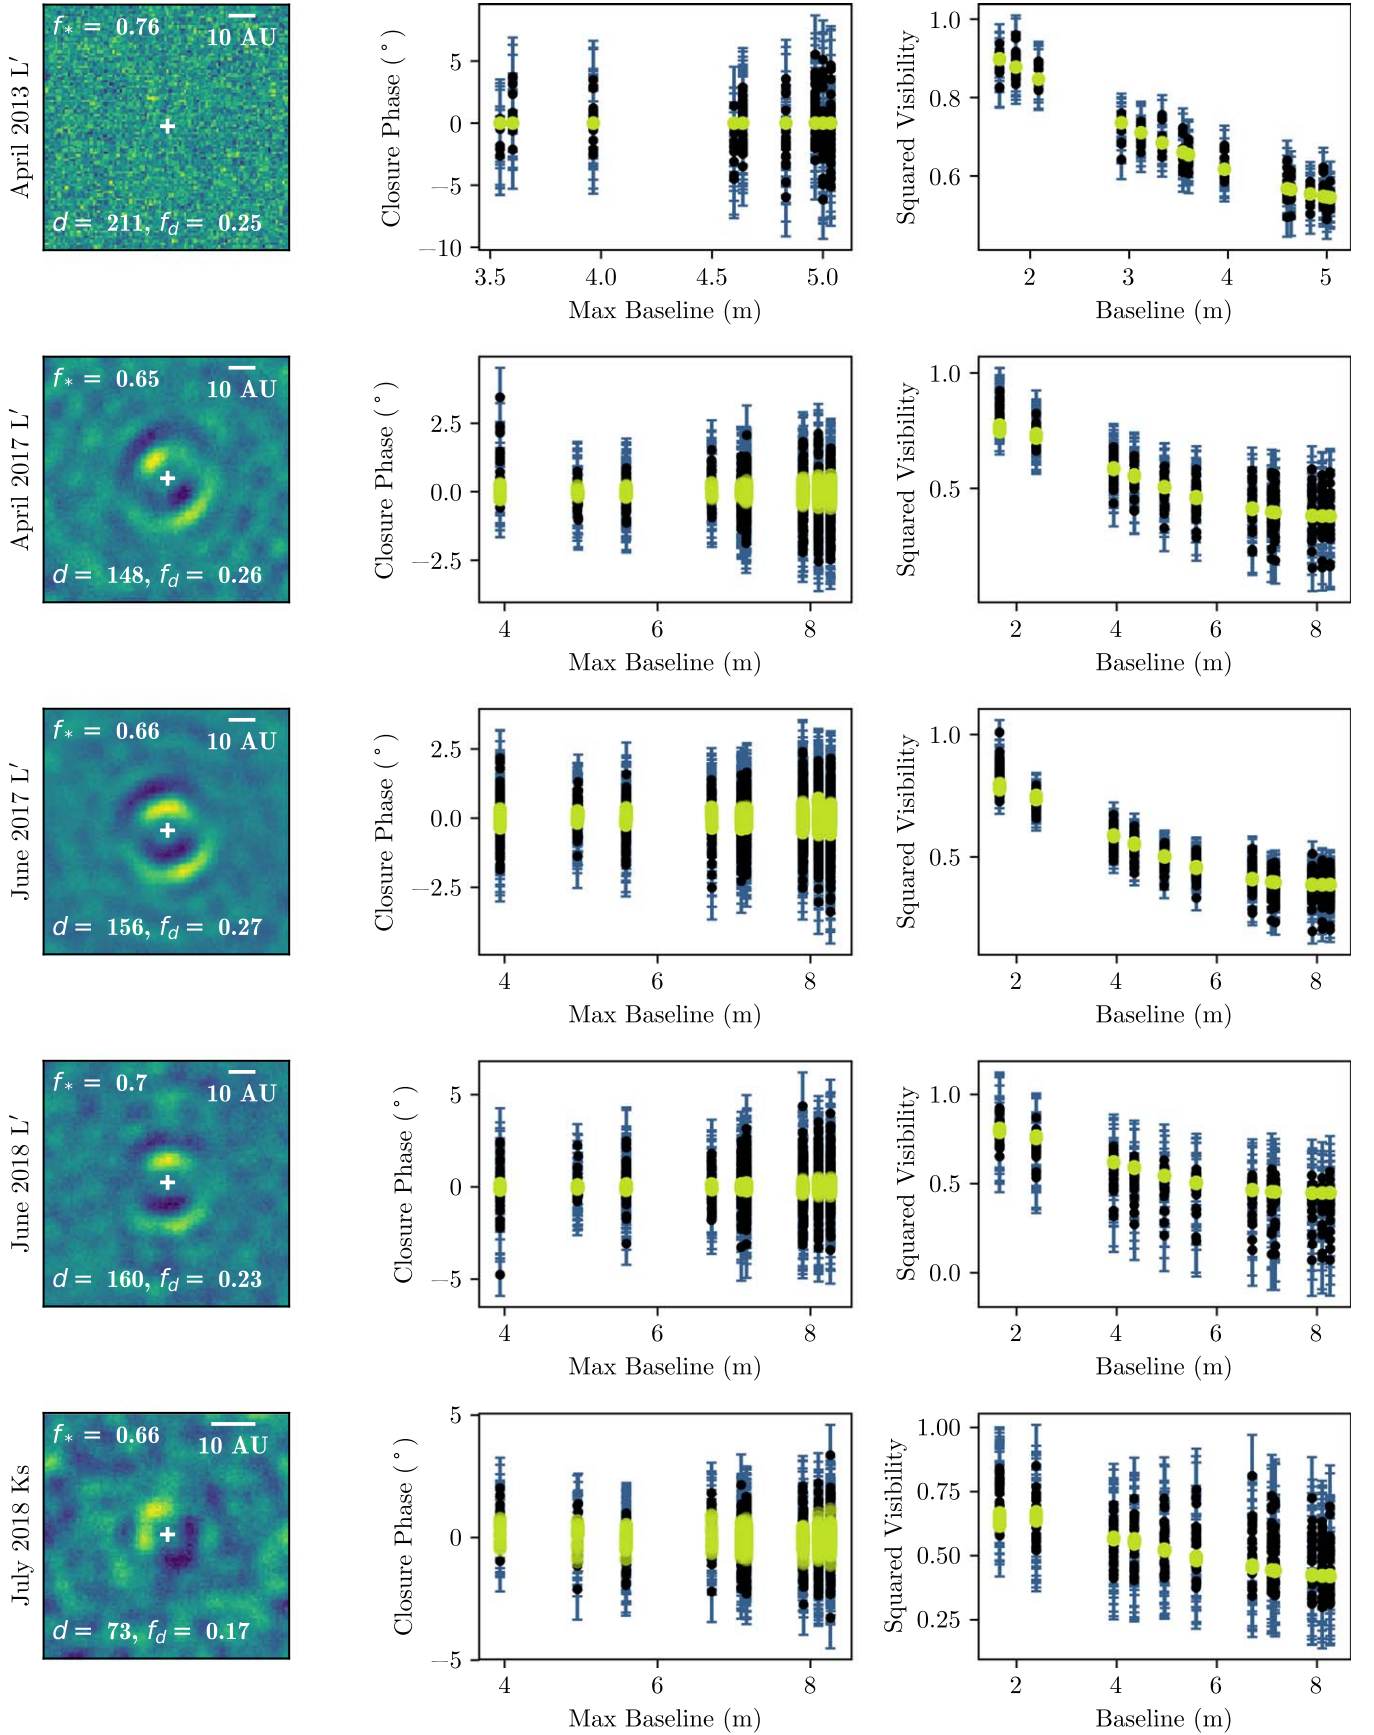 April 2013 L′
f* = 0.76
10 AU
d = 211, f_d = 0.25
Closure Phase (°)
5
0
−5
−10
3.5 4.0 4.5 5.0
Max Baseline (m)
Squared Visibility
1.0
0.8
0.6
2 3 4 5
Baseline (m)
April 2017 L′
f* = 0.65
10 AU
d = 148, f_d = 0.26
Closure Phase (°)
2.5
0.0
−2.5
4 6 8
Max Baseline (m)
Squared Visibility
1.0
0.5
2 4 6 8
Baseline (m)
June 2017 L′
f* = 0.66
10 AU
d = 156, f_d = 0.27
Closure Phase (°)
2.5
0.0
−2.5
4 6 8
Max Baseline (m)
Squared Visibility
1.0
0.5
2 4 6 8
Baseline (m)
June 2018 L′
f* = 0.7
10 AU
d = 160, f_d = 0.23
Closure Phase (°)
5
0
−5
4 6 8
Max Baseline (m)
Squared Visibility
1.0
0.5
0.0
2 4 6 8
Baseline (m)
July 2018 Ks
f* = 0.66
10 AU
d = 73, f_d = 0.17
Closure Phase (°)
5
0
−5
4 6 8
Max Baseline (m)
Squared Visibility
1.00
0.75
0.50
0.25
2 4 6 8
Baseline (m)